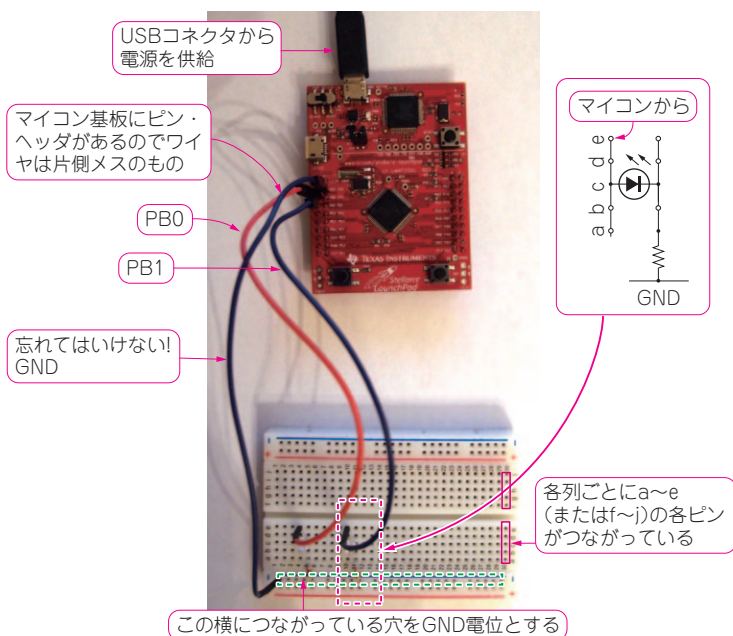 USBコネクタから
電源を供給
マイコン基板にピン・
ヘッダがあるのでワイ
ヤは片側メスのもの
PB0
PB1
忘れてはいけない!
GND
TEXAS INSTRUMENTS
Stellaris
LaunchPad
マイコンから
e
d
c
b
a
GND
各列ごとにa～e
(またはf～j)の各ピン
がつながっている
この横につながっている穴をGND電位とする